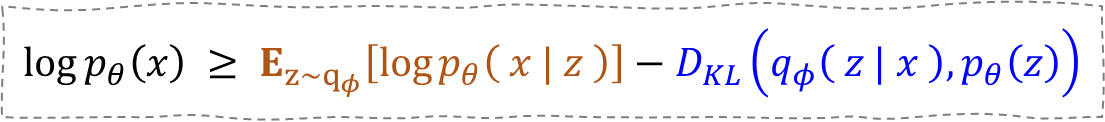 log p_θ(x) ≥ E_{z~q_ϕ}[log p_θ( x | z )] − D_{KL}(q_ϕ( z | x ), p_θ(z))